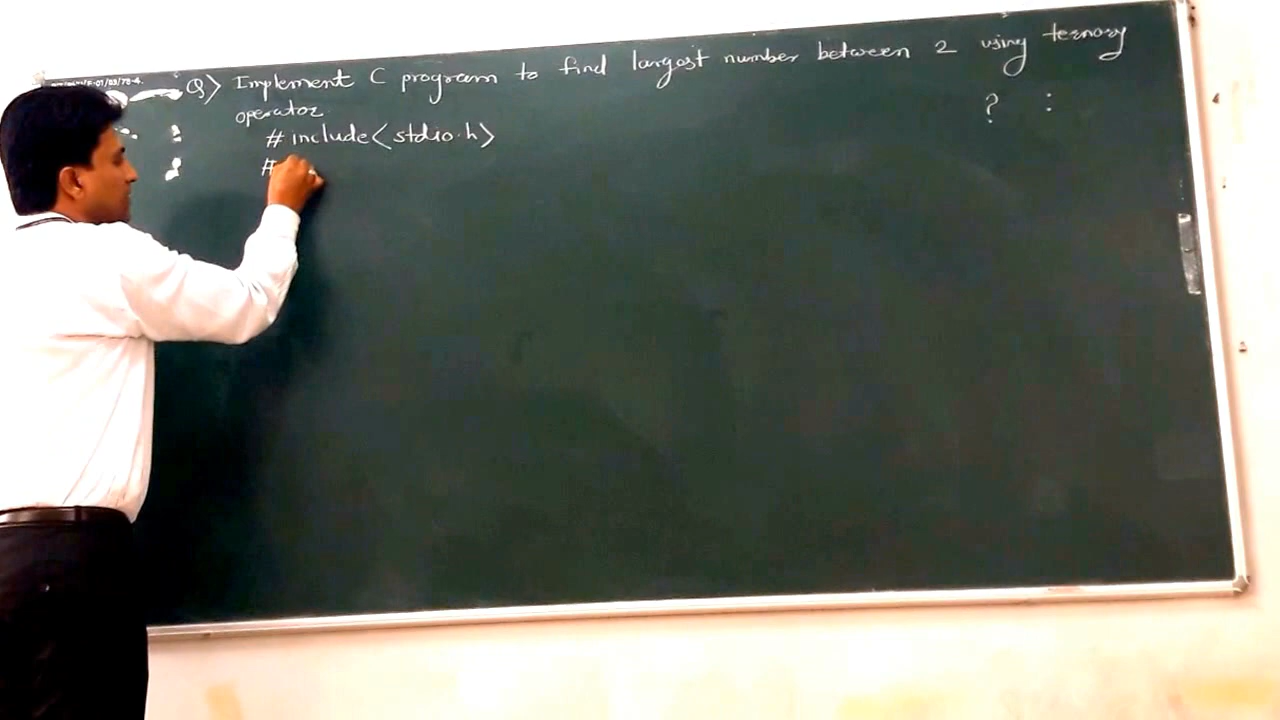 Q> Implement C program to find largest number between 2 using ternary
operator
? :
#include<stdio.h>
#